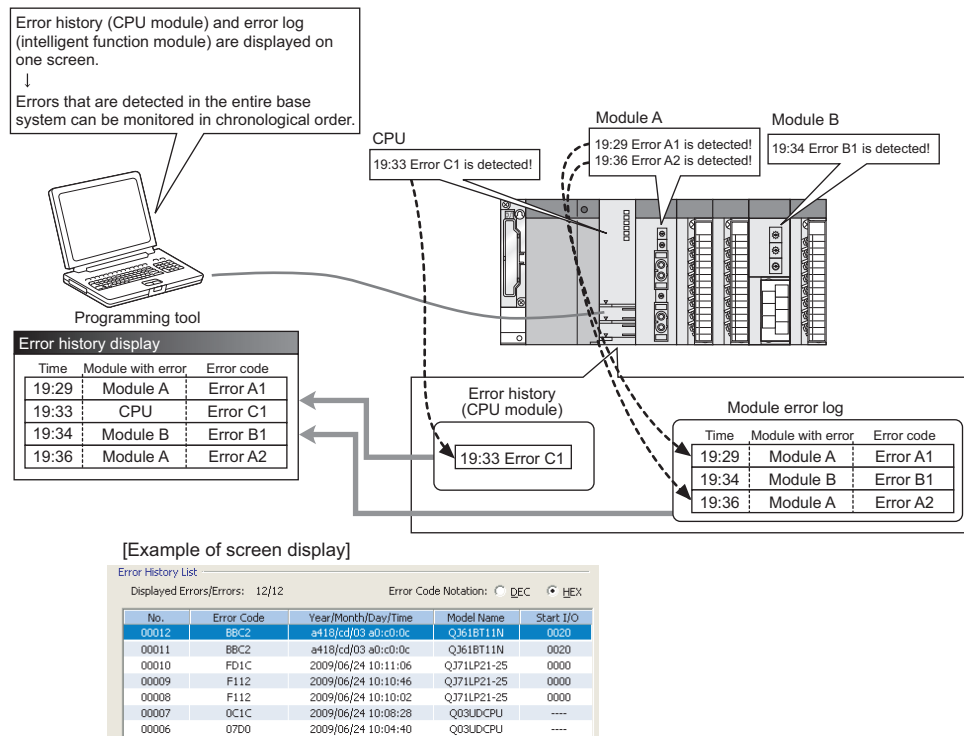 Error history (CPU module) and error log
(intelligent function module) are displayed on
one screen.
↓
Errors that are detected in the entire base
system can be monitored in chronological order.
CPU
19:33 Error C1 is detected!
Module A
19:29 Error A1 is detected!
19:36 Error A2 is detected!
Module B
19:34 Error B1 is detected!
Programming tool
Error history display
Time Module with error Error code
19:29 Module A Error A1
19:33 CPU Error C1
19:34 Module B Error B1
19:36 Module A Error A2
Error history
(CPU module)
19:33 Error C1
Module error log
Time Module with error Error code
19:29 Module A Error A1
19:34 Module B Error B1
19:36 Module A Error A2
[Example of screen display]
Error History List
Displayed Errors/Errors: 12/12 Error Code Notation: DEC HEX
No. Error Code Year/Month/Day/Time Model Name Start I/O
00012 BBC2 a418/cd/03 a0:c0:0c QJ61BT11N 0020
00011 BBC2 a418/cd/03 a0:c0:0c QJ61BT11N 0020
00010 FD1C 2009/06/24 10:11:06 QJ71LP21-25 0000
00009 F112 2009/06/24 10:10:46 QJ71LP21-25 0000
00008 F112 2009/06/24 10:10:02 QJ71LP21-25 0000
00007 0C1C 2009/06/24 10:08:28 Q03UDCPU ----
00006 07D0 2009/06/24 10:04:40 Q03UDCPU ----